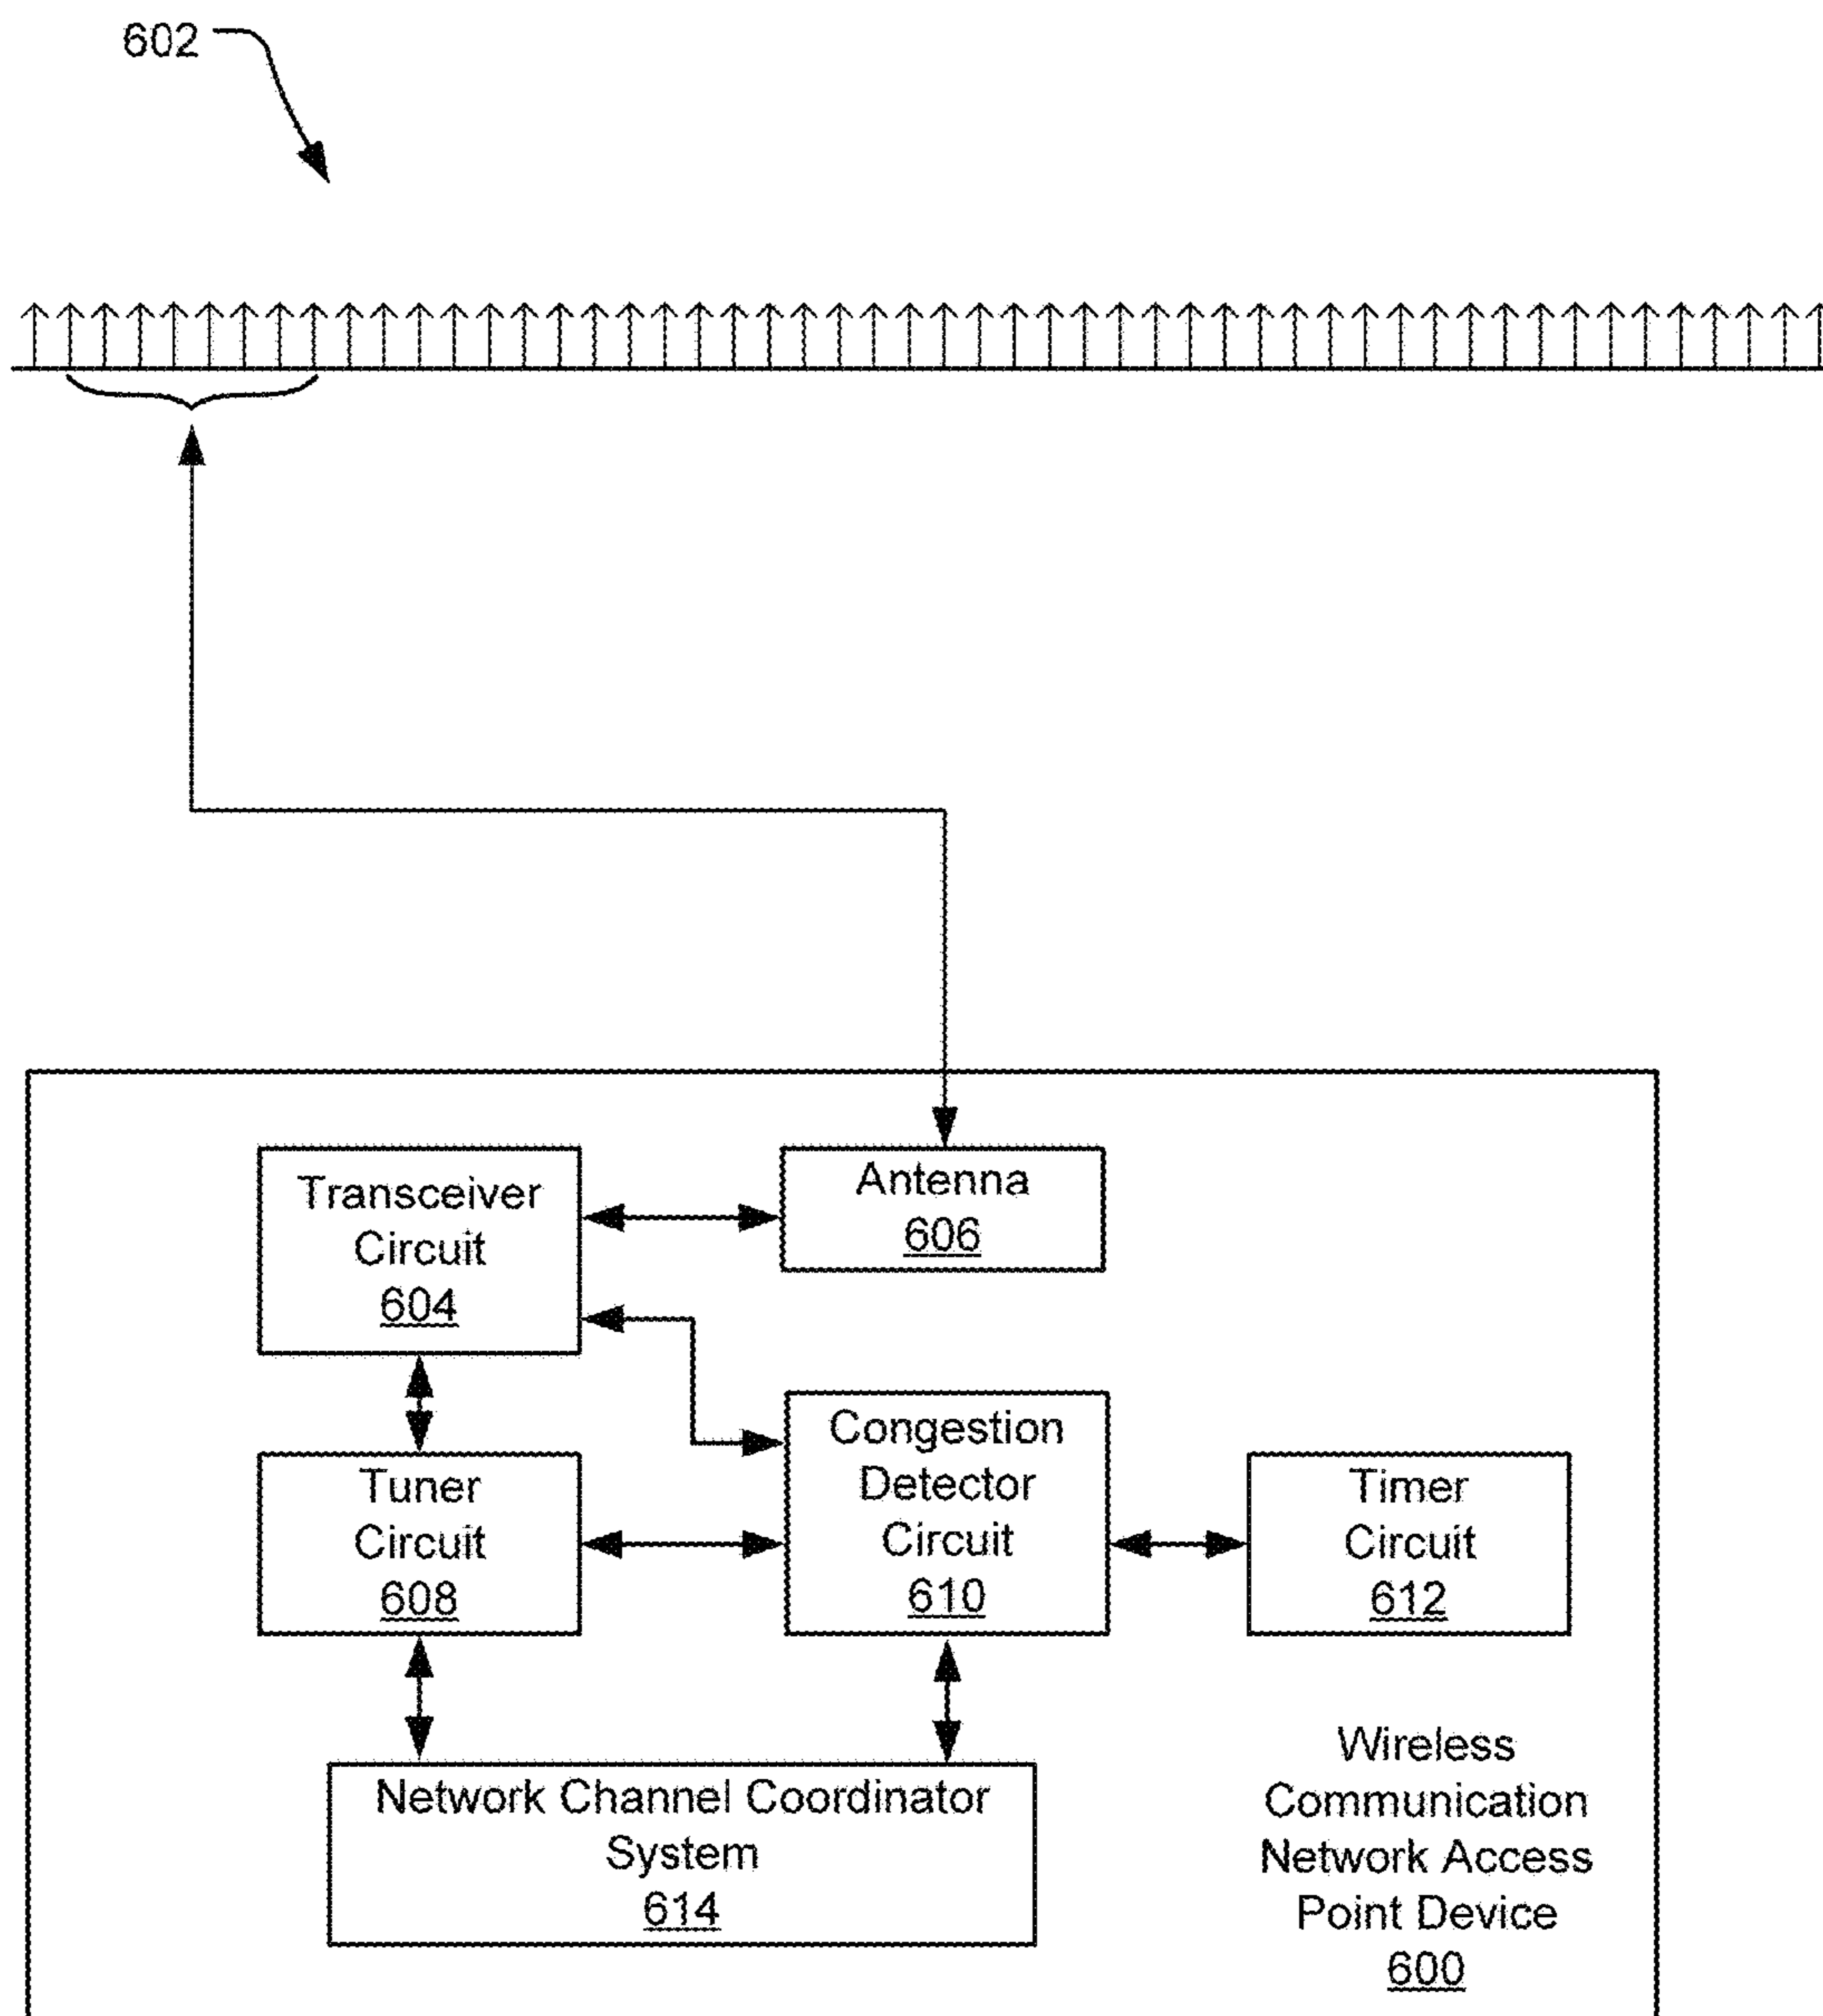 602
Transceiver
Circuit
604
Antenna
606
Tuner
Circuit
608
Congestion
Detector
Circuit
610
Timer
Circuit
612
Network Channel Coordinator
System
614
Wireless
Communication
Network Access
Point Device
600